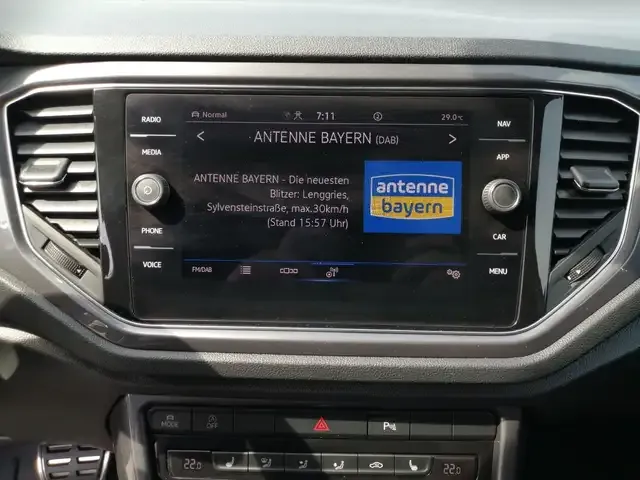 RADIO
MEDIA
PHONE
VOICE
Normal
7:11
29.0°C
ANTENNE BAYERN (DAB)
ANTENNE BAYERN - Die neuesten
Blitzer: Lenggries,
Sylvensteinstraße, max.30km/h
(Stand 15:57 Uhr)
antenne
bayern
FM/DAB
NAV
APP
CAR
MENU
MODE
OFF
22.0
22.0